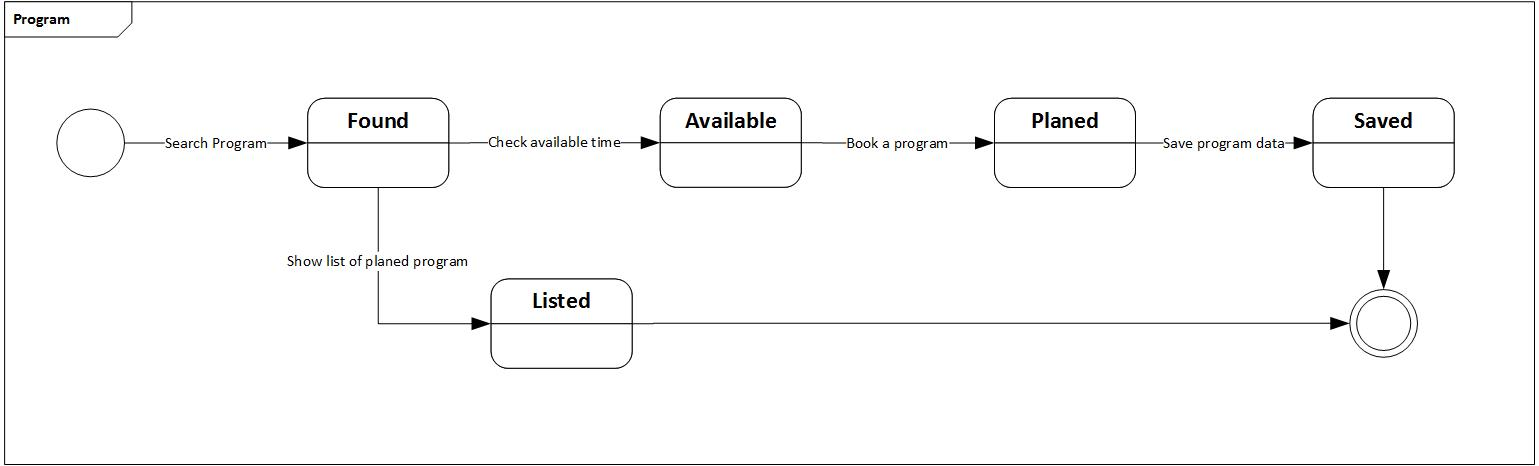 Program
Found
Available
Planed
Saved
Search Program
Check available time
Book a program
Save program data
Show list of planed program
Listed